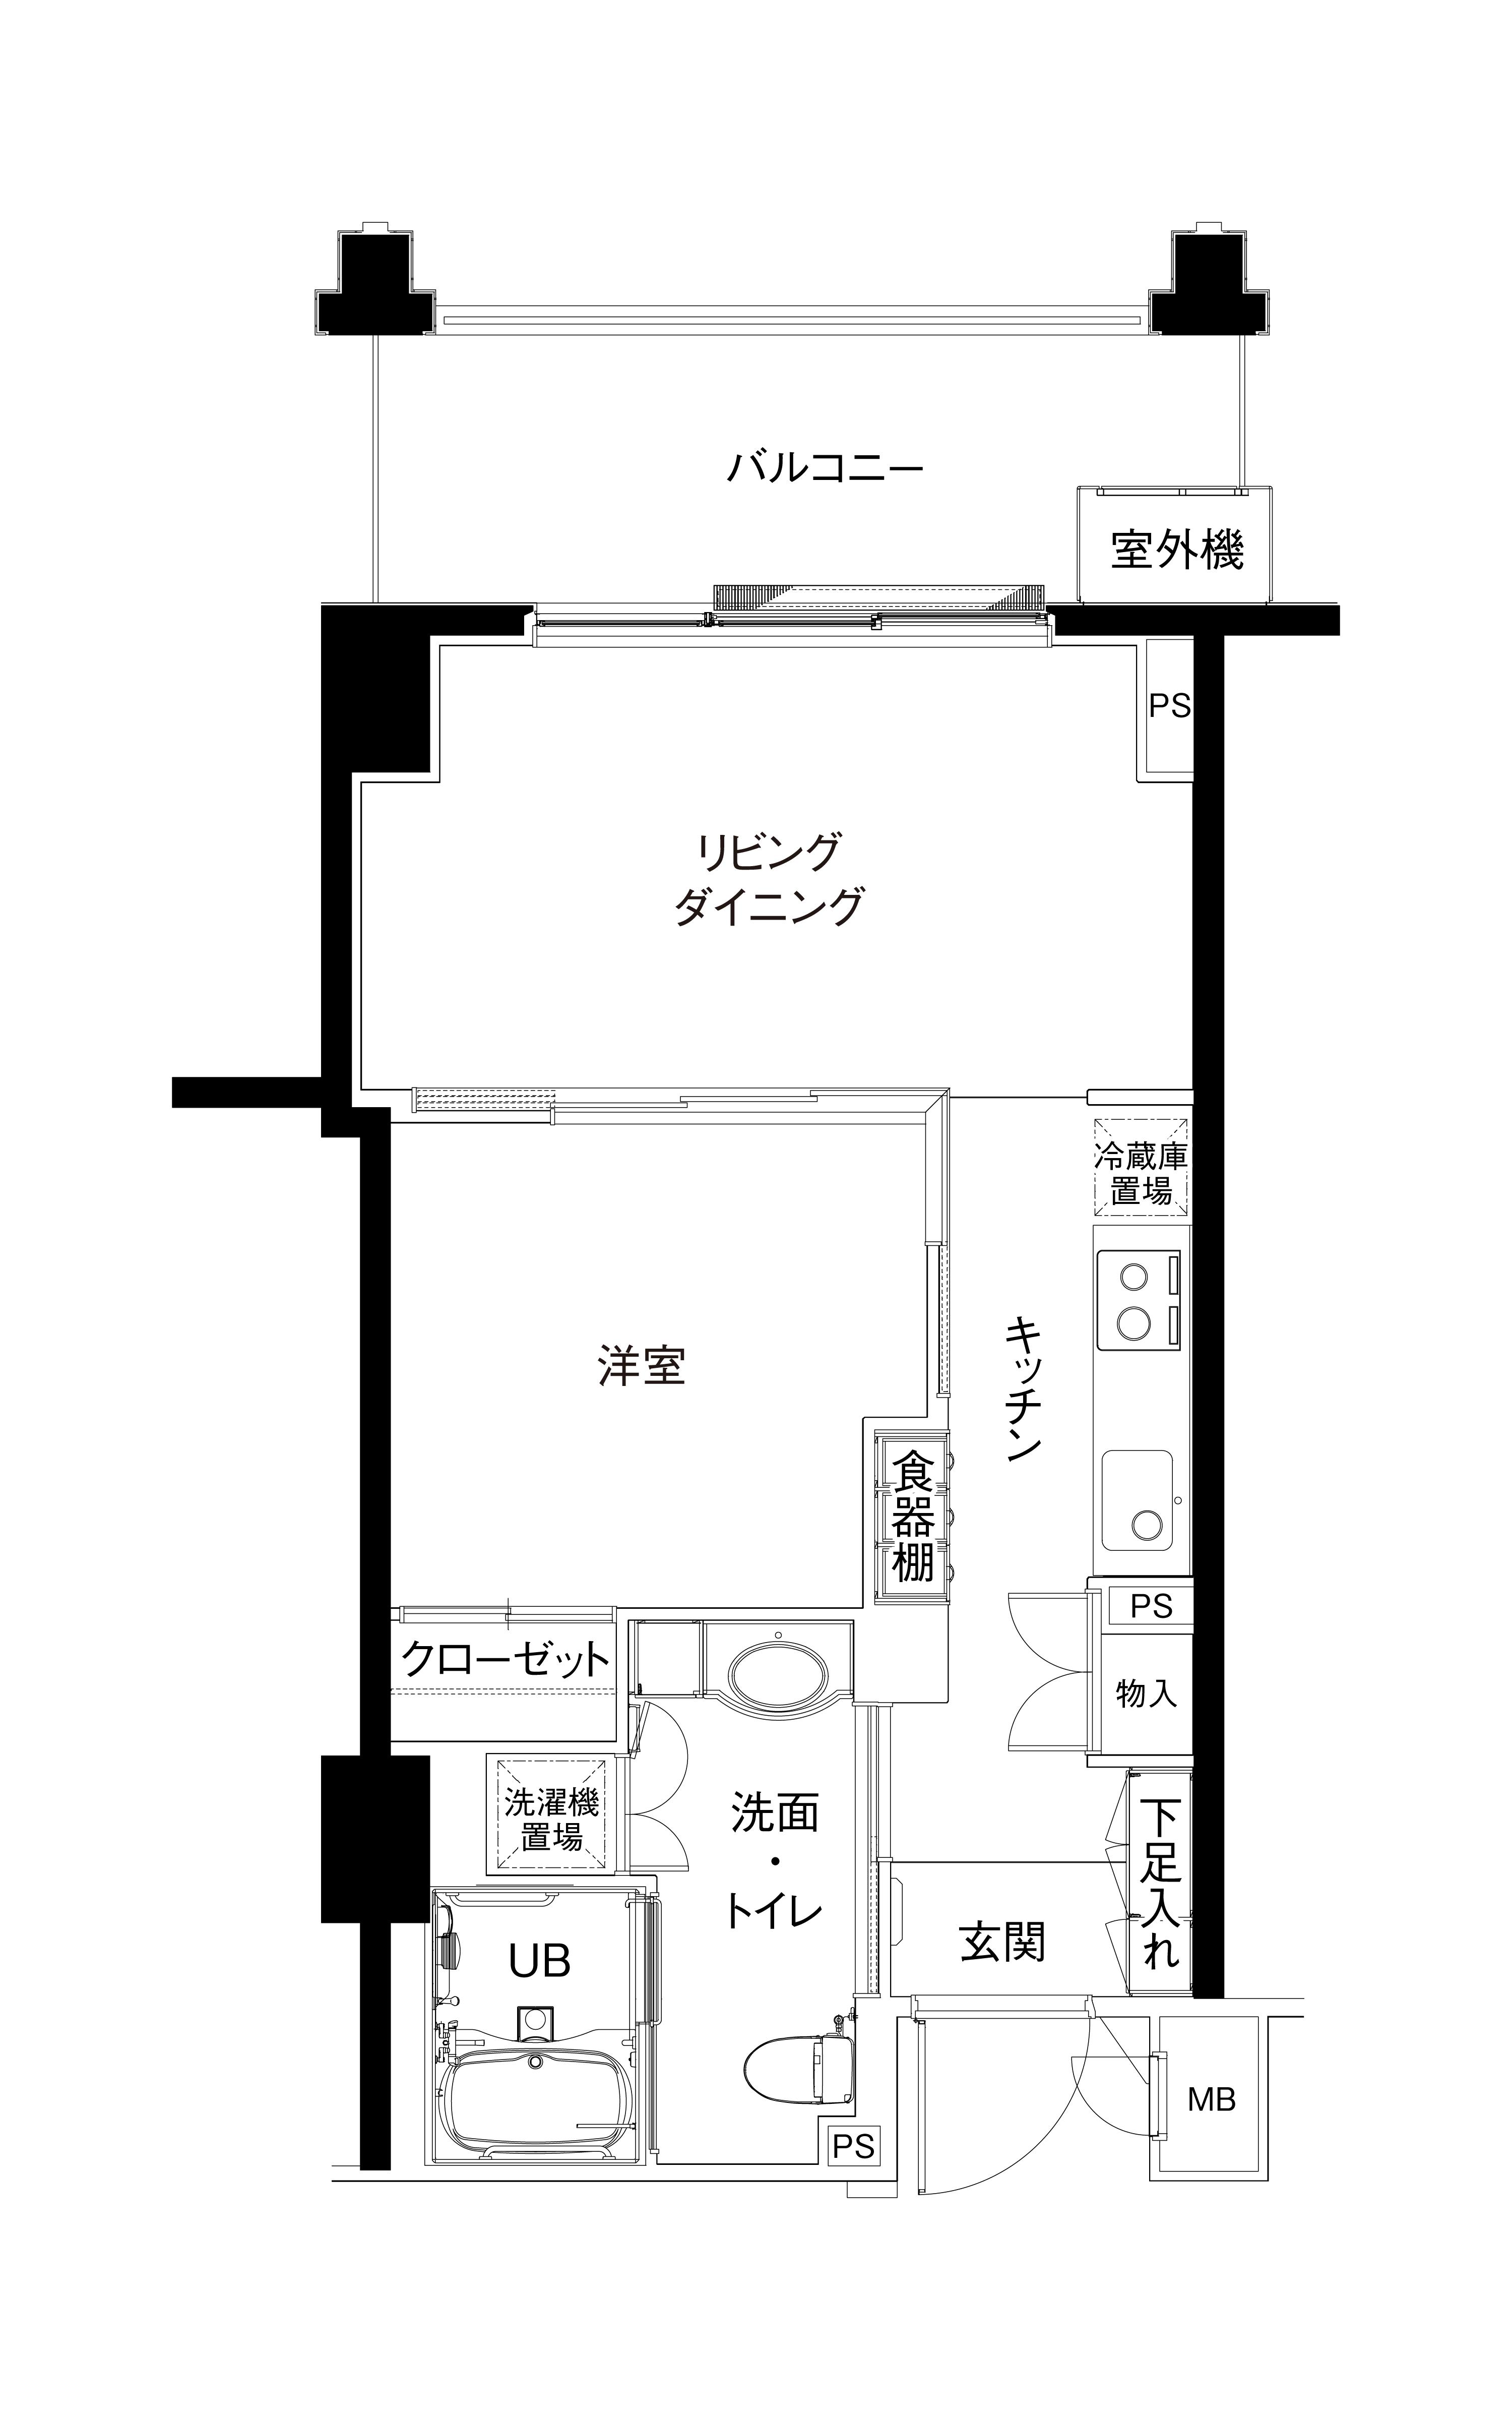 バルコニー
室外機
PS
リビング
ダイニング
冷蔵庫
置場
洋室
キッチン
食器棚
PS
クローゼット
物入
洗濯機
置場
洗面
・
トイレ
下足入れ
UB
玄関
MB
PS